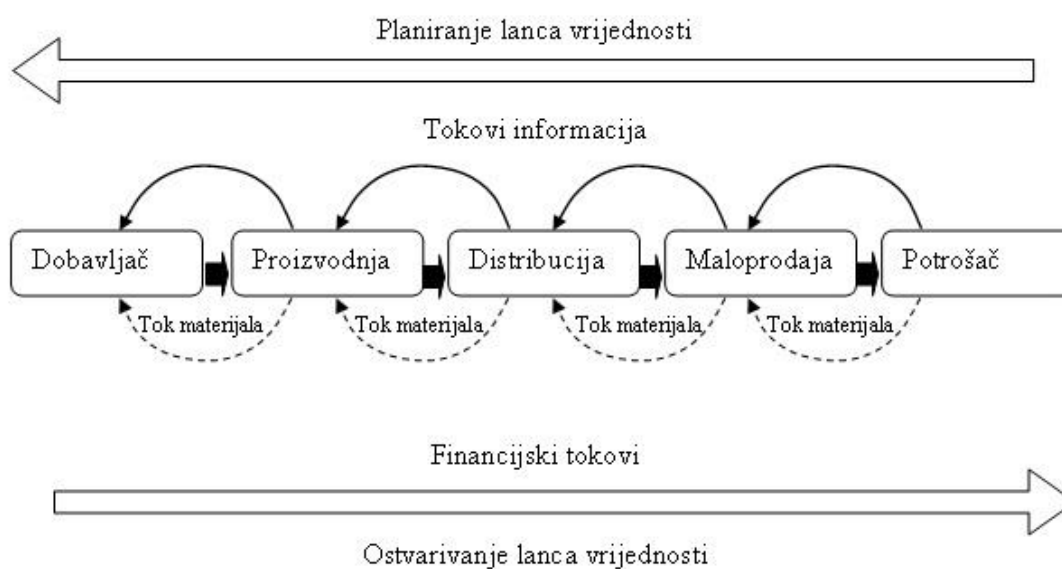 Planiranje lanca vrijednosti
Tokovi informacija
Dobavljač
Proizvodnja
Distribucija
Maloprodaja
Potrošač
Tok materijala
Tok materijala
Tok materijala
Tok materijala
Financijski tokovi
Ostvarivanje lanca vrijednosti